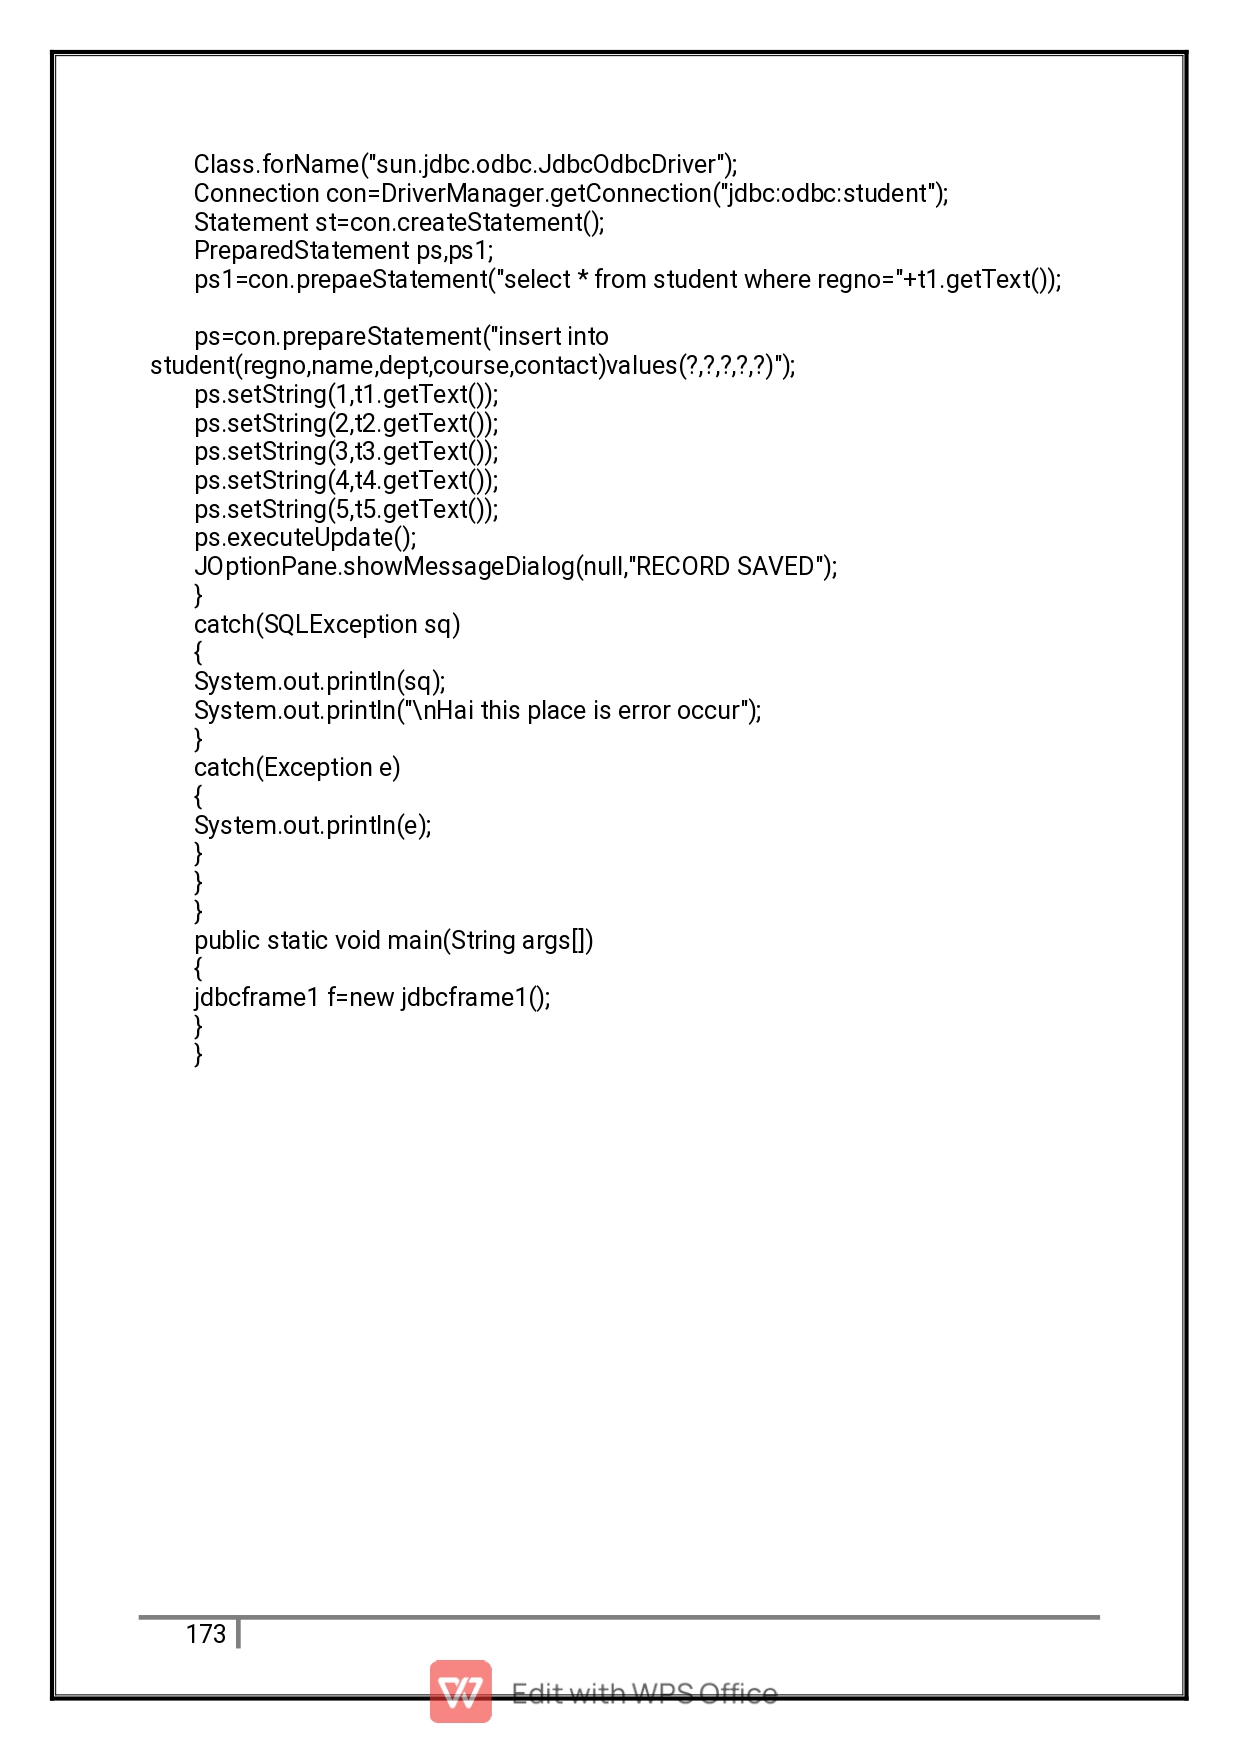 Class.forName("sun.jdbc.odbc.JdbcOdbcDriver");
Connection con=DriverManager.getConnection("jdbc:odbc:student");
Statement st=con.createStatement();
PreparedStatement ps,ps1;
ps1=con.prepaeStatement("select * from student where regno="+t1.getText());
ps=con.prepareStatement("insert into
student(regno,name,dept,course,contact)values(?,?,?,?,?)");
ps.setString(1,t1.getText());
ps.setString(2,t2.getText());
ps.setString(3,t3.getText());
ps.setString(4,t4.getText());
ps.setString(5,t5.getText());
ps.executeUpdate();
JOptionPane.showMessageDialog(null,"RECORD SAVED");
}
catch(SQLException sq)
{
System.out.println(sq);
System.out.println("\nHai this place is error occur");
}
catch(Exception e)
{
System.out.println(e);
}
}
}
public static void main(String args[])
{
jdbcframe1 f=new jdbcframe1();
}
}
173
Edit with WPS Office